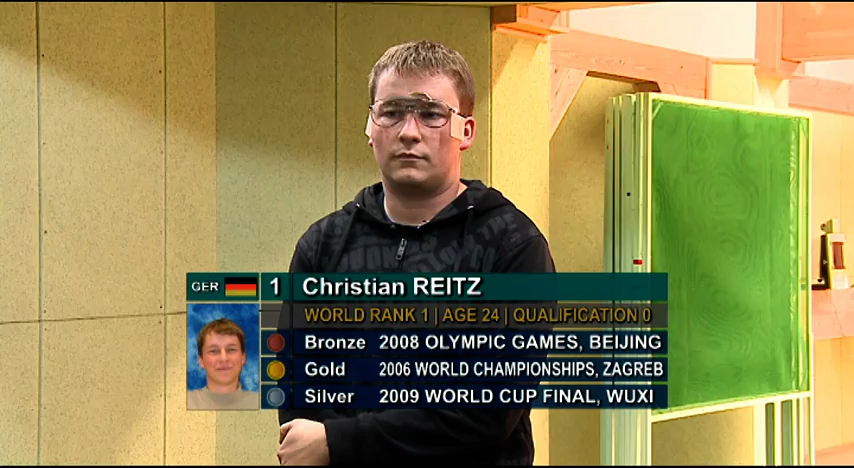 GER 1 Christian REITZ
WORLD RANK 1 | AGE 24 | QUALIFICATION 0
Bronze 2008 OLYMPIC GAMES, BEIJING
Gold 2006 WORLD CHAMPIONSHIPS, ZAGREB
Silver 2009 WORLD CUP FINAL, WUXI